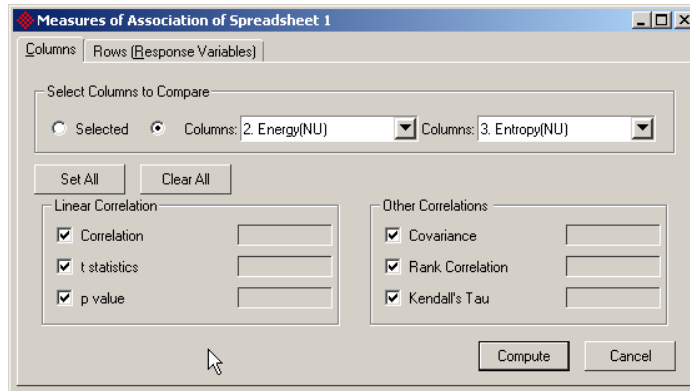 Measures of Association of Spreadsheet 1
Columns Rows (Response Variables)
Select Columns to Compare
Selected Columns: 2. Energy(NU) Columns: 3. Entropy(NU)
Set All Clear All
Linear Correlation Other Correlations
Correlation Covariance
t statistics Rank Correlation
p value Kendall's Tau
Compute Cancel